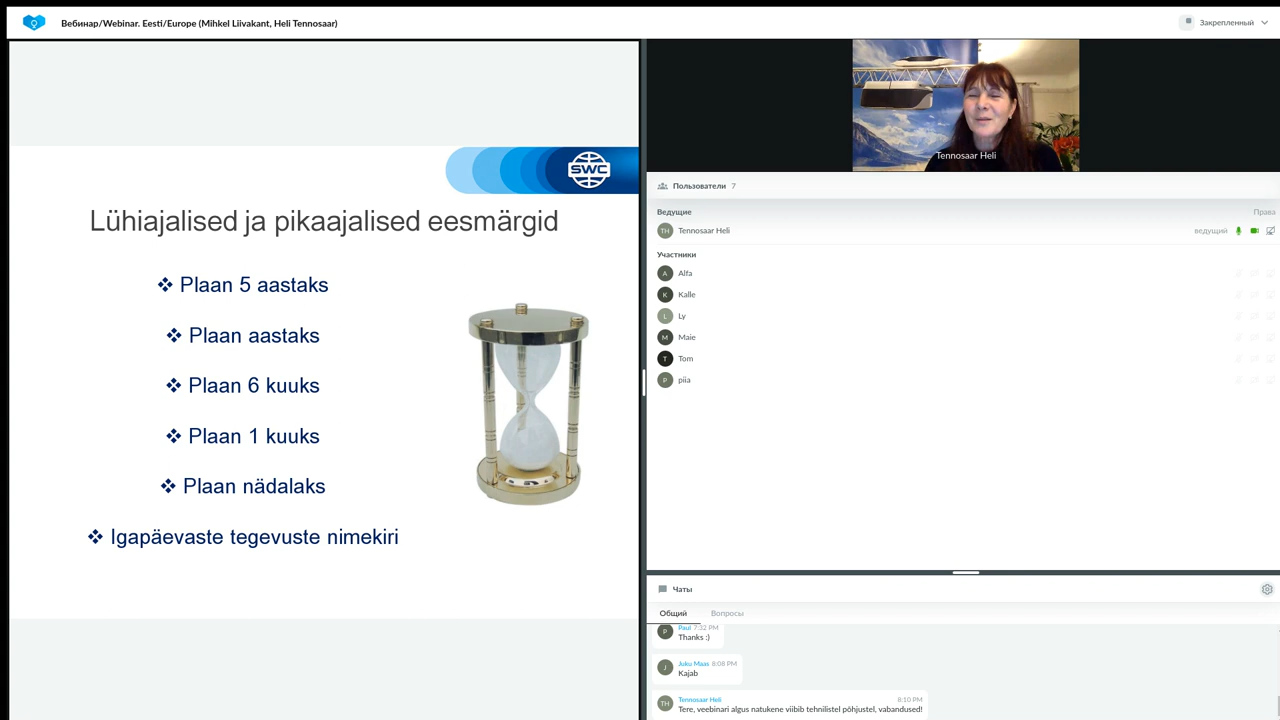 Вебинар/Webinar. Eesti/Europe (Mihkel Liivakant, Heli Tennosaar)
Закрепленный
SWC
Lühiajalised ja pikaajalised eesmärgid
Plaan 5 aastaks
Plaan aastaks
Plaan 6 kuuks
Plaan 1 kuuks
Plaan nädalaks
Igapäevaste tegevuste nimekiri
Tennosaar Heli
Пользователи 7
Ведущие Права
TH Tennosaar Heli ведущий
Участники
A Alfa
K Kalle
L Ly
M Maie
T Tom
P piia
Чаты
Общий Вопросы
P Paul 7:32 PM
Thanks :)
J Juku Maas 8:08 PM
Kajab
TH Tennosaar Heli 8:10 PM
Tere, veebinari algus natukene viibib tehnilistel põhjustel, vabandused!